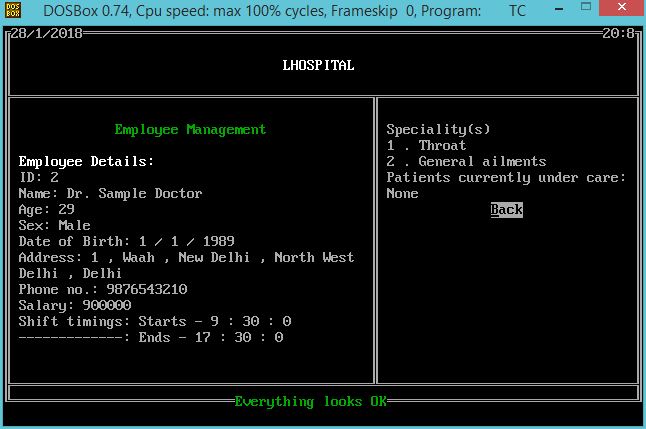 DOSBox 0.74, Cpu speed: max 100% cycles, Frameskip 0, Program: TC
28/1/2018 20:8
LHOSPITAL
Employee Management
Employee Details:
ID: 2
Name: Dr. Sample Doctor
Age: 29
Sex: Male
Date of Birth: 1 / 1 / 1989
Address: 1 , Waah , New Delhi , North West
Delhi , Delhi
Phone no.: 9876543210
Salary: 900000
Shift timings: Starts - 9 : 30 : 0
-------------: Ends - 17 : 30 : 0
Speciality(s)
1 . Throat
2 . General ailments
Patients currently under care:
None
Back
Everything looks OK